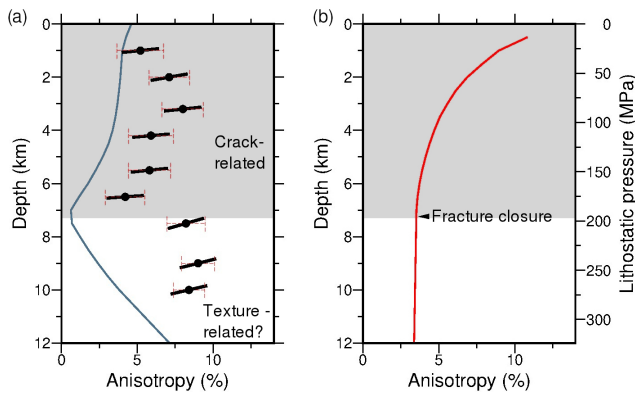 (a)
0
2
4
6
8
10
12
Depth (km)
Crack-
related
Texture -
related?
0
5
10
Anisotropy (%)
(b)
0
2
4
6
8
10
12
Depth (km)
Fracture closure
0
50
100
150
200
250
300
Lithostatic pressure (MPa)
0
5
10
Anisotropy (%)